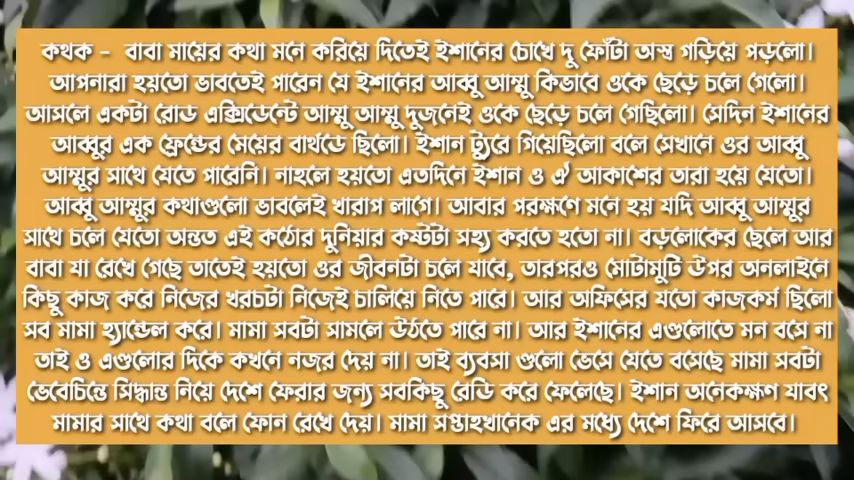 কথক - বাবা মায়ের কথা মনে করিয়ে দিতেই ইশানের চোখে দু ফোঁটা অস্ত্র গড়িয়ে পড়লো।
আপনারা হয়তো ভাবতেই পারেন যে ইশানের আব্বু আম্মু কিভাবে ওকে ছেড়ে চলে গেলো।
আসলে একটা রোড এক্সিডেন্টে আম্মু আম্মু দুজনেই ওকে ছেড়ে চলে গেছিলো। সেদিন ইশানের
আব্বুর এক ফ্রেন্ডের মেয়ের বার্থডে ছিলো। ইশান ট্যুরে গিয়েছিলো বলে সেখানে ওর আব্বু
আম্মুর সাথে যেতে পারেনি। নাহলে হয়তো এতদিনে ইশান ও ঐ আকাশের তারা হয়ে যেতো।
আব্বু আম্মুর কথাগুলো ভাবলেই খারাপ লাগে। আবার পরক্ষণে মনে হয় যদি আব্বু আম্মুর
সাথে চলে যেতো অন্তত এই কঠোর দুনিয়ার কষ্টটা সহ্য করতে হতো না। বড়লোকের ছেলে আর
বাবা যা রেখে গেছে তাতেই হয়তো ওর জীবনটা চলে যাবে, তারপরও মোটামুটি উপর অনলাইনে
কিছু কাজ করে নিজের খরচটা নিজেই চালিয়ে নিতে পারে। আর অফিসের যতো কাজকর্ম ছিলো
সব মামা হ্যান্ডেল করে। মামা সবটা সামলে উঠতে পারে না। আর ইশানের এগুলোতে মন বসে না
তাই ও এগুলোর দিকে কখনে নজর দেয় না। তাই ব্যবসা গুলো ভেসে যেতে বসেছে মামা সবটা
ভেবেচিন্তে সিদ্ধান্ত নিয়ে দেশে ফেরার জন্য সবকিছু রেডি করে ফেলেছে। ইশান অনেকক্ষণ যাবৎ
মামার সাথে কথা বলে ফোন রেখে দেয়। মামা সপ্তাহখানেক এর মধ্যে দেশে ফিরে আসবে।